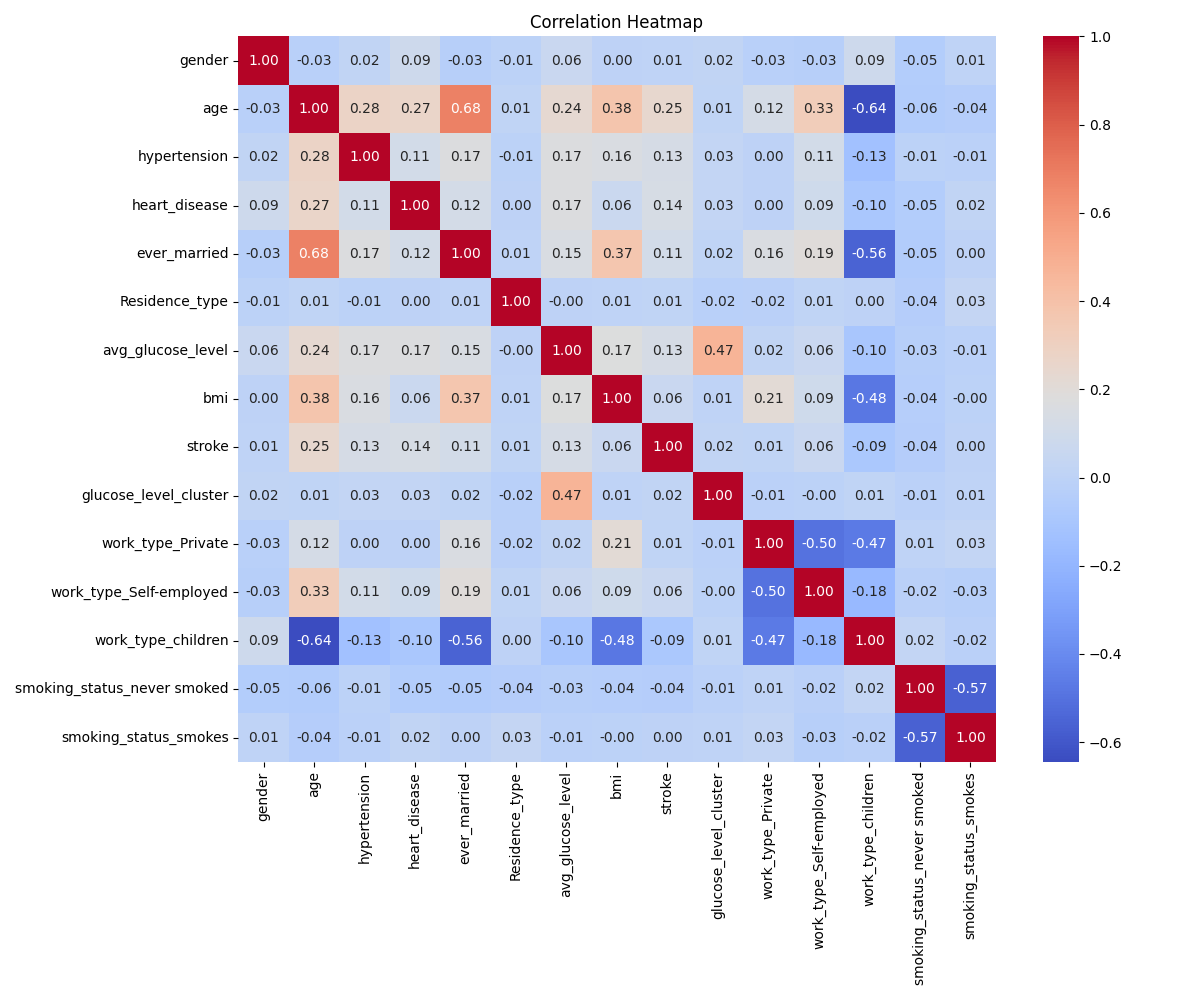 Correlation Heatmap
gender 1.00 -0.03 0.02 0.09 -0.03 -0.01 0.06 0.00 0.01 0.02 -0.03 -0.03 0.09 -0.05 0.01
age -0.03 1.00 0.28 0.27 0.68 0.01 0.24 0.38 0.25 0.01 0.12 0.33 -0.64 -0.06 -0.04
hypertension 0.02 0.28 1.00 0.11 0.17 -0.01 0.17 0.16 0.13 0.03 0.00 0.11 -0.13 -0.01 -0.01
heart_disease 0.09 0.27 0.11 1.00 0.12 0.00 0.17 0.06 0.14 0.03 0.00 0.09 -0.10 -0.05 0.02
ever_married -0.03 0.68 0.17 0.12 1.00 0.01 0.15 0.37 0.11 0.02 0.16 0.19 -0.56 -0.05 0.00
Residence_type -0.01 0.01 -0.01 0.00 0.01 1.00 -0.00 0.01 0.01 -0.02 -0.02 0.01 0.00 -0.04 0.03
avg_glucose_level 0.06 0.24 0.17 0.17 0.15 -0.00 1.00 0.17 0.13 0.47 0.02 0.06 -0.10 -0.03 -0.01
bmi 0.00 0.38 0.16 0.06 0.37 0.01 0.17 1.00 0.06 0.01 0.21 0.09 -0.48 -0.04 -0.00
stroke 0.01 0.25 0.13 0.14 0.11 0.01 0.13 0.06 1.00 0.02 0.01 0.06 -0.09 -0.04 0.00
glucose_level_cluster 0.02 0.01 0.03 0.03 0.02 -0.02 0.47 0.01 0.02 1.00 -0.01 -0.00 0.01 -0.01 0.01
work_type_Private -0.03 0.12 0.00 0.00 0.16 -0.02 0.02 0.21 0.01 -0.01 1.00 -0.50 -0.47 0.01 0.03
work_type_Self-employed -0.03 0.33 0.11 0.09 0.19 0.01 0.06 0.09 0.06 -0.00 -0.50 1.00 -0.18 -0.02 -0.03
work_type_children 0.09 -0.64 -0.13 -0.10 -0.56 0.00 -0.10 -0.48 -0.09 0.01 -0.47 -0.18 1.00 0.02 -0.02
smoking_status_never smoked -0.05 -0.06 -0.01 -0.05 -0.05 -0.04 -0.03 -0.04 -0.04 -0.01 0.01 -0.02 0.02 1.00 -0.57
smoking_status_smokes 0.01 -0.04 -0.01 0.02 0.00 0.03 -0.01 -0.00 0.00 0.01 0.03 -0.03 -0.02 -0.57 1.00
gender
age
hypertension
heart_disease
ever_married
Residence_type
avg_glucose_level
bmi
stroke
glucose_level_cluster
work_type_Private
work_type_Self-employed
work_type_children
smoking_status_never smoked
smoking_status_smokes
1.0
0.8
0.6
0.4
0.2
0.0
−0.2
−0.4
−0.6